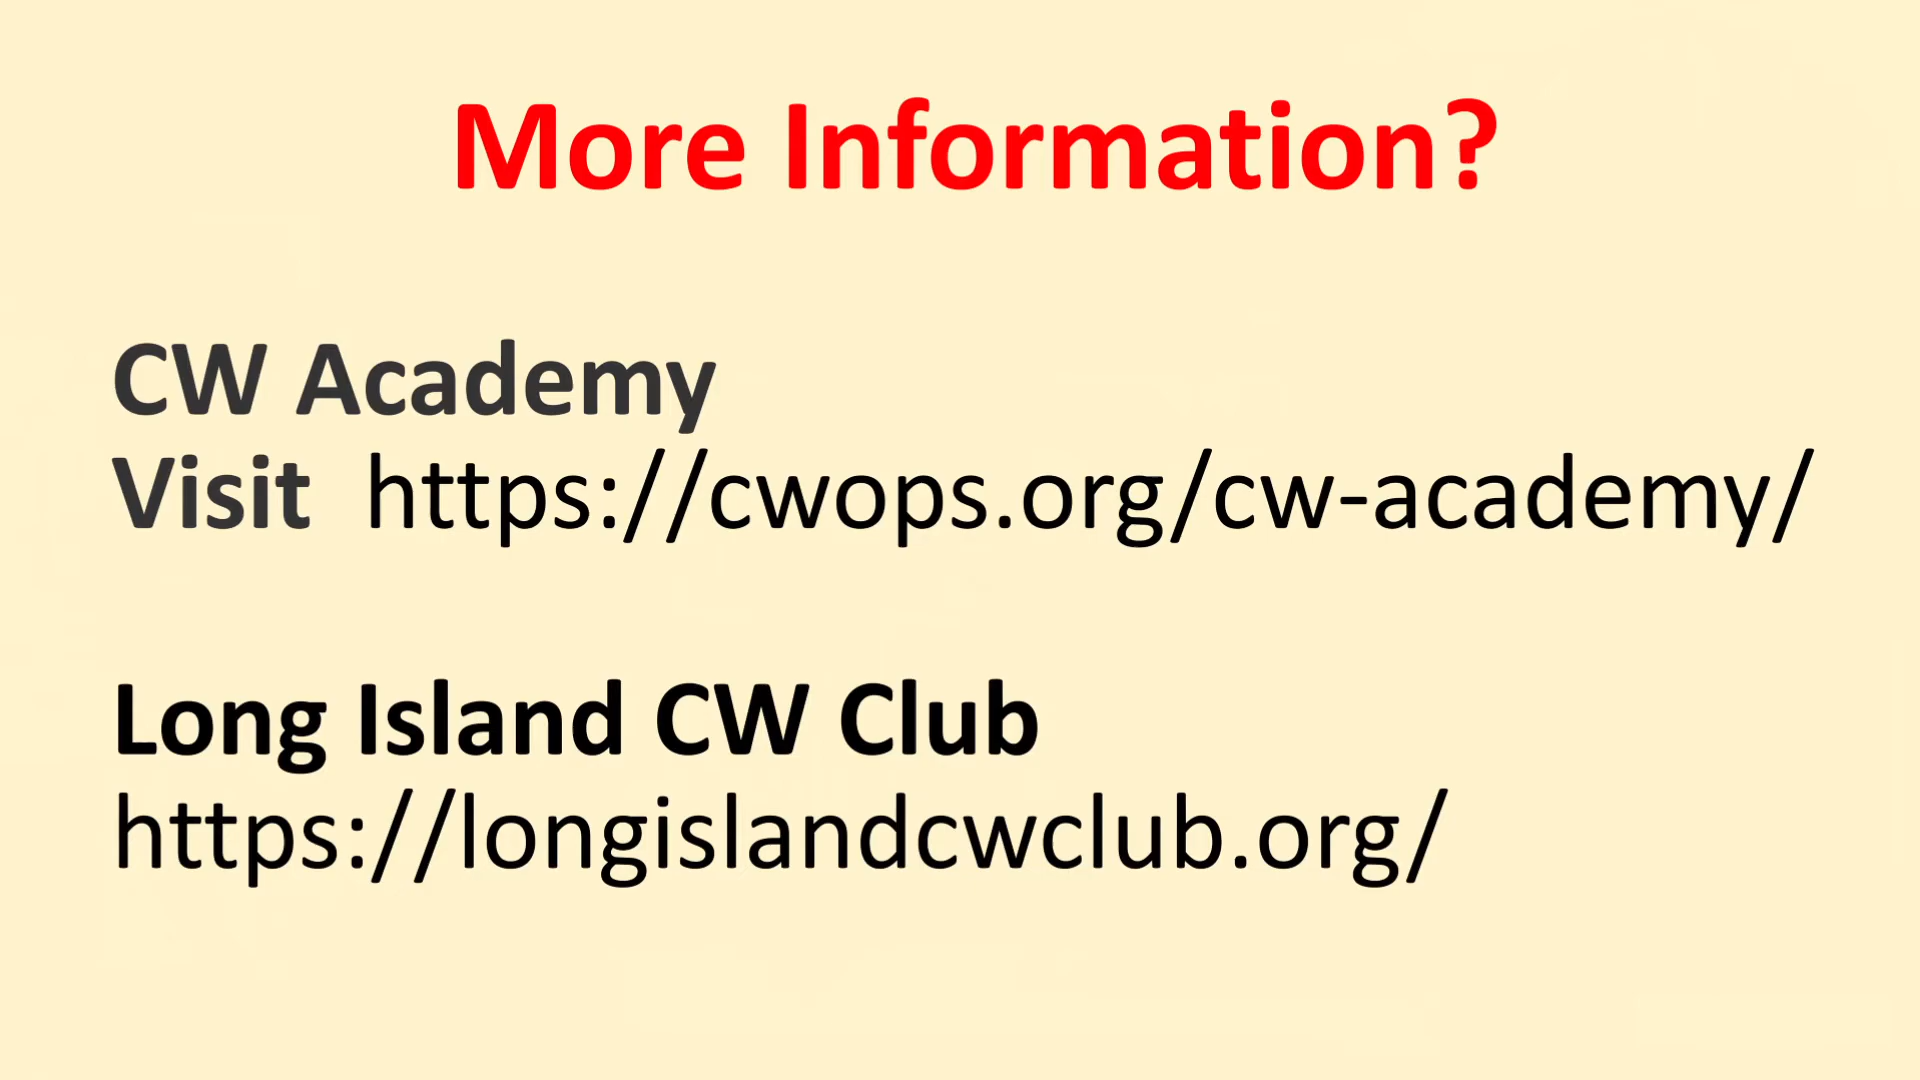 More Information?
CW Academy
Visit https://cwops.org/cw-academy/
Long Island CW Club
https://longislandcwclub.org/